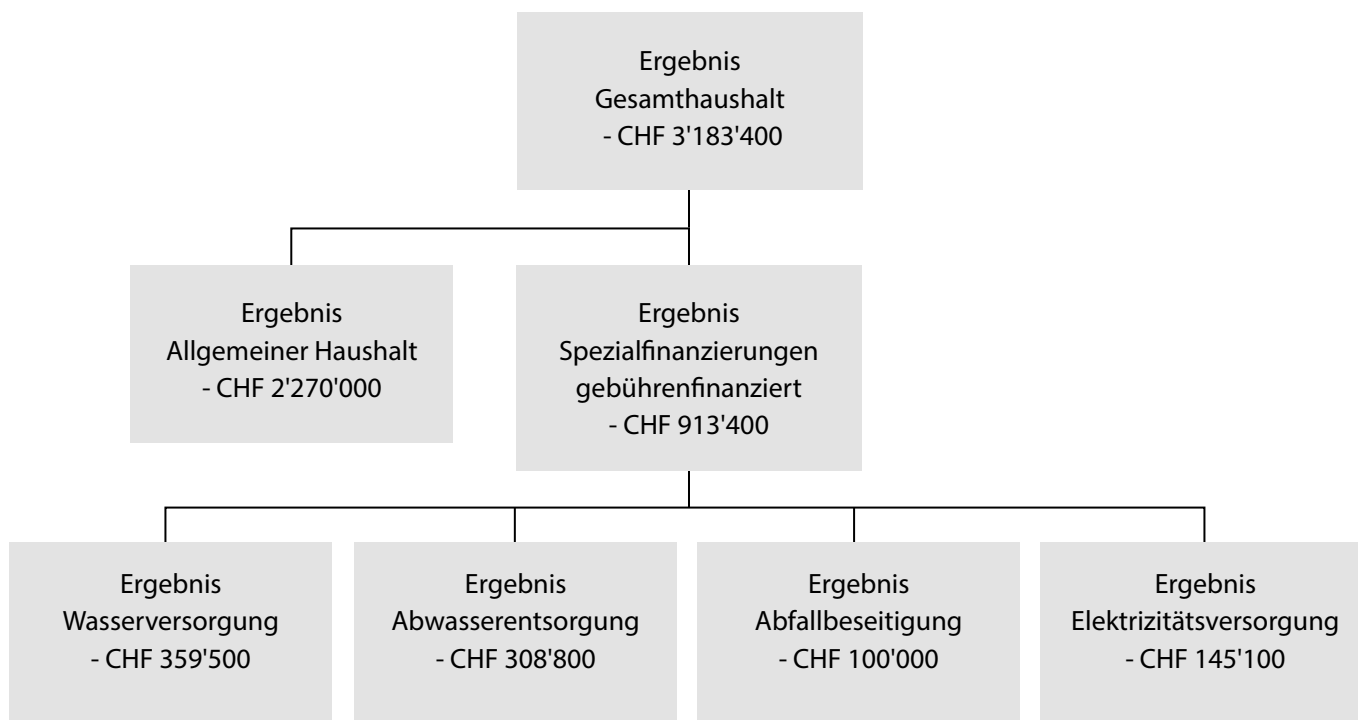 Ergebnis
Gesamthaushalt
- CHF 3'183'400
Ergebnis
Allgemeiner Haushalt
- CHF 2'270'000
Ergebnis
Spezialfinanzierungen
gebührenfinanziert
- CHF 913'400
Ergebnis
Wasserversorgung
- CHF 359'500
Ergebnis
Abwasserentsorgung
- CHF 308'800
Ergebnis
Abfallbeseitigung
- CHF 100'000
Ergebnis
Elektrizitätsversorgung
- CHF 145'100